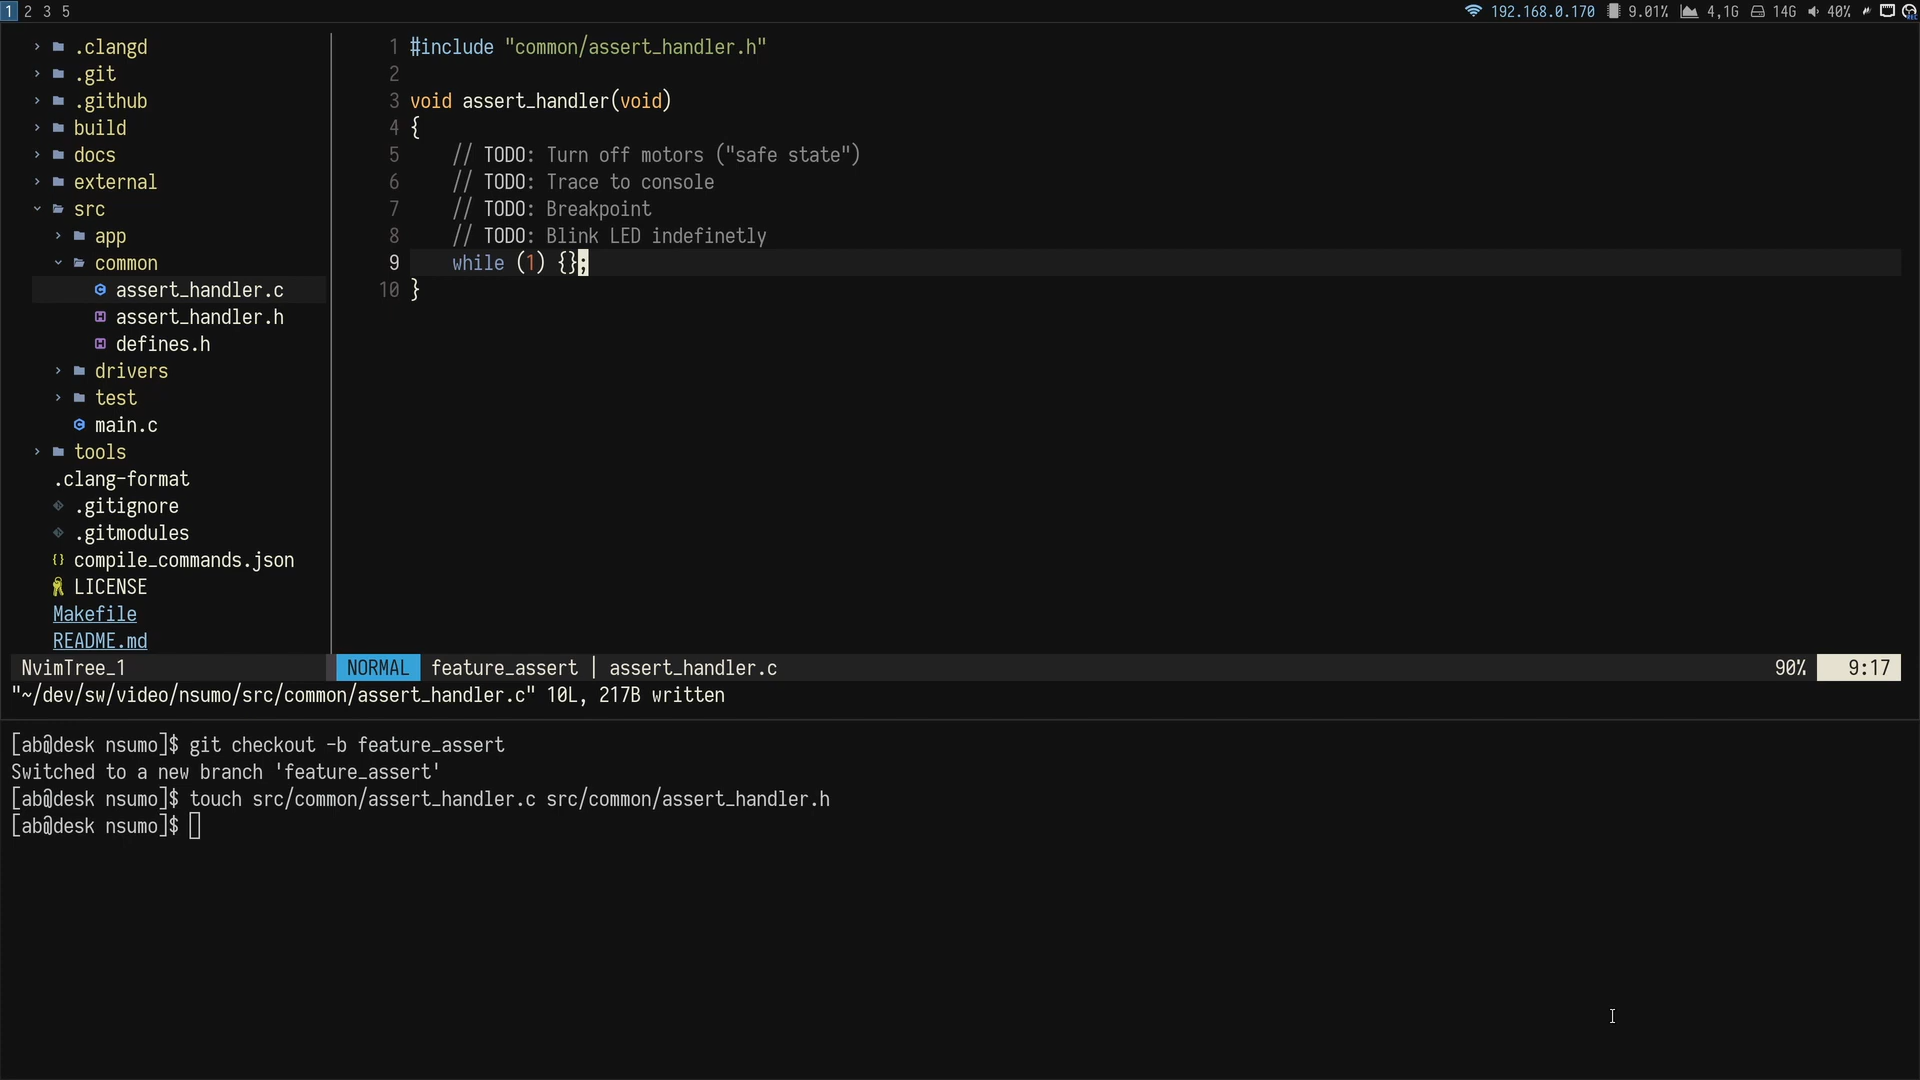 1 2 3 5
192.168.0.170 9.01% 4,1G 14G 40%
.clangd
.git
.github
build
docs
external
src
app
common
assert_handler.c
assert_handler.h
defines.h
drivers
test
main.c
tools
.clang-format
.gitignore
.gitmodules
compile_commands.json
LICENSE
Makefile
README.md
1 #include "common/assert_handler.h"
2
3 void assert_handler(void)
4 {
5 // TODO: Turn off motors ("safe state")
6 // TODO: Trace to console
7 // TODO: Breakpoint
8 // TODO: Blink LED indefinetly
9 while (1) {};
10 }
NvimTree_1
NORMAL feature_assert | assert_handler.c 90% 9:17
"~/dev/sw/video/nsumo/src/common/assert_handler.c" 10L, 217B written
[ab@desk nsumo]$ git checkout -b feature_assert
Switched to a new branch 'feature_assert'
[ab@desk nsumo]$ touch src/common/assert_handler.c src/common/assert_handler.h
[ab@desk nsumo]$